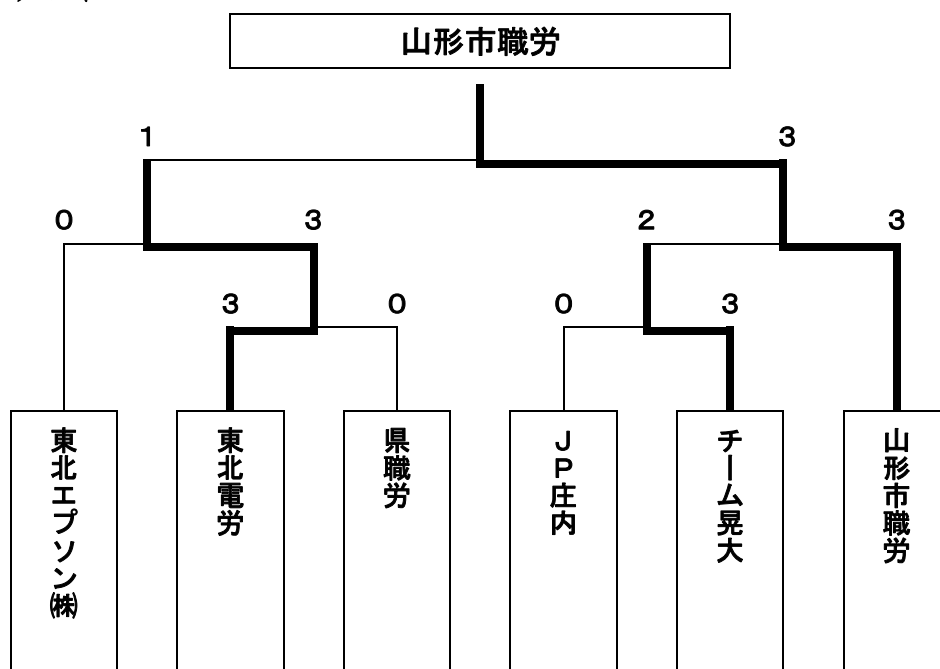 山形市職労
１ ３
０ ３ ２ ３
３ ０ ０ ３
東北エプソン㈱
東北電労
県職労
ＪＰ庄内
チーム晃大
山形市職労